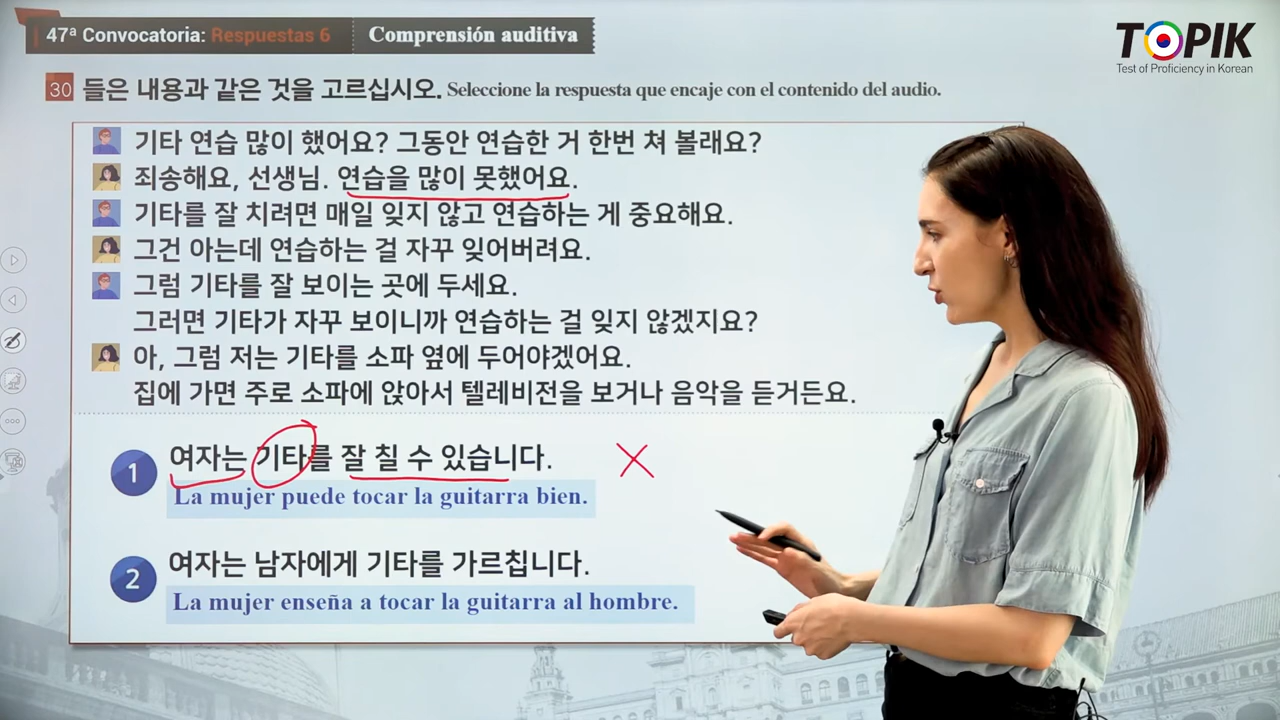 47ª Convocatoria: Respuestas 6 Comprensión auditiva
TOPIK
Test of Proficiency in Korean
30 들은 내용과 같은 것을 고르십시오. Seleccione la respuesta que encaje con el contenido del audio.
기타 연습 많이 했어요? 그동안 연습한 거 한번 쳐 볼래요?
죄송해요, 선생님. 연습을 많이 못했어요.
기타를 잘 치려면 매일 잊지 않고 연습하는 게 중요해요.
그건 아는데 연습하는 걸 자꾸 잊어버려요.
그럼 기타를 잘 보이는 곳에 두세요.
그러면 기타가 자꾸 보이니까 연습하는 걸 잊지 않겠지요?
아, 그럼 저는 기타를 소파 옆에 두어야겠어요.
집에 가면 주로 소파에 앉아서 텔레비전을 보거나 음악을 듣거든요.
1 여자는 기타를 잘 칠 수 있습니다.
La mujer puede tocar la guitarra bien.
2 여자는 남자에게 기타를 가르칩니다.
La mujer enseña a tocar la guitarra al hombre.